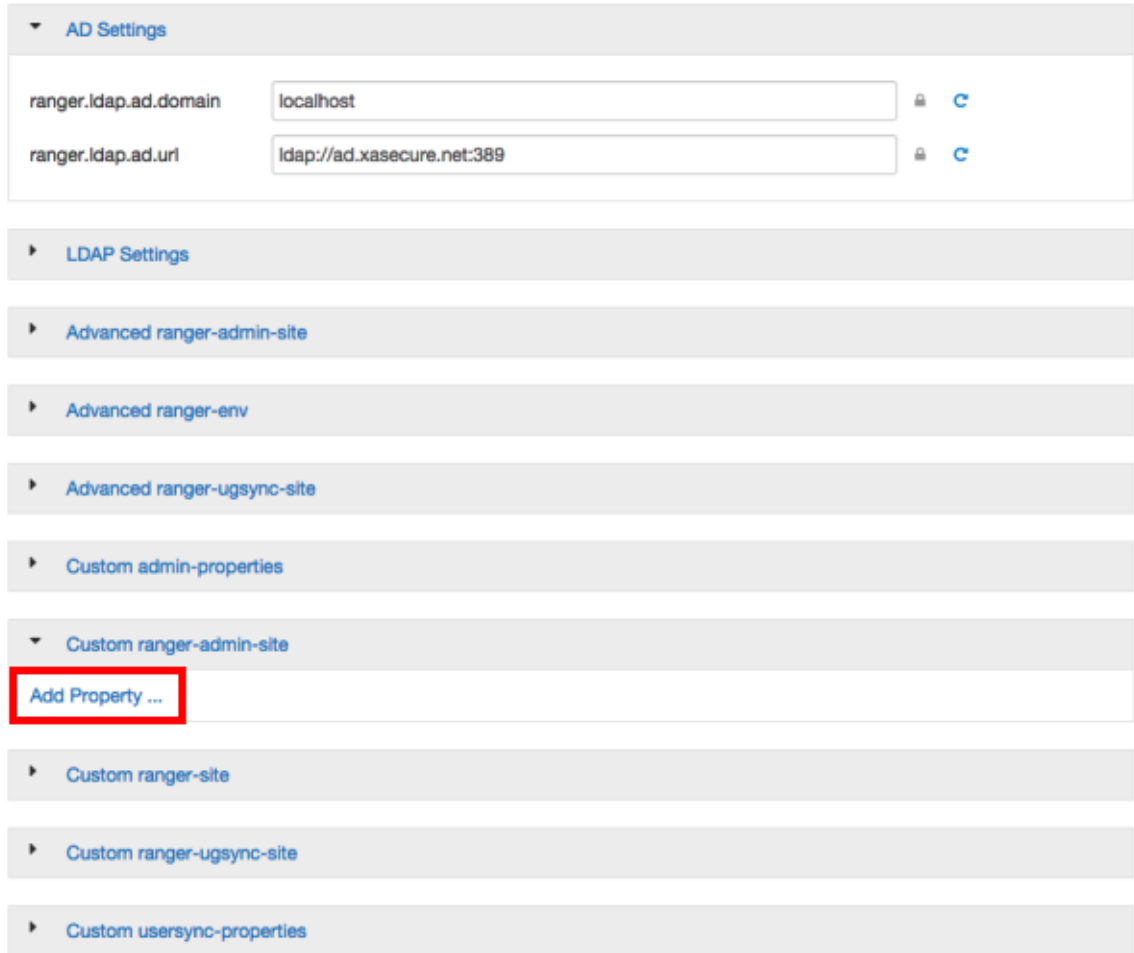 AD Settings
ranger.ldap.ad.domain localhost
ranger.ldap.ad.url ldap://ad.xasecure.net:389
LDAP Settings
Advanced ranger-admin-site
Advanced ranger-env
Advanced ranger-ugsync-site
Custom admin-properties
Custom ranger-admin-site
Add Property ...
Custom ranger-site
Custom ranger-ugsync-site
Custom usersync-properties